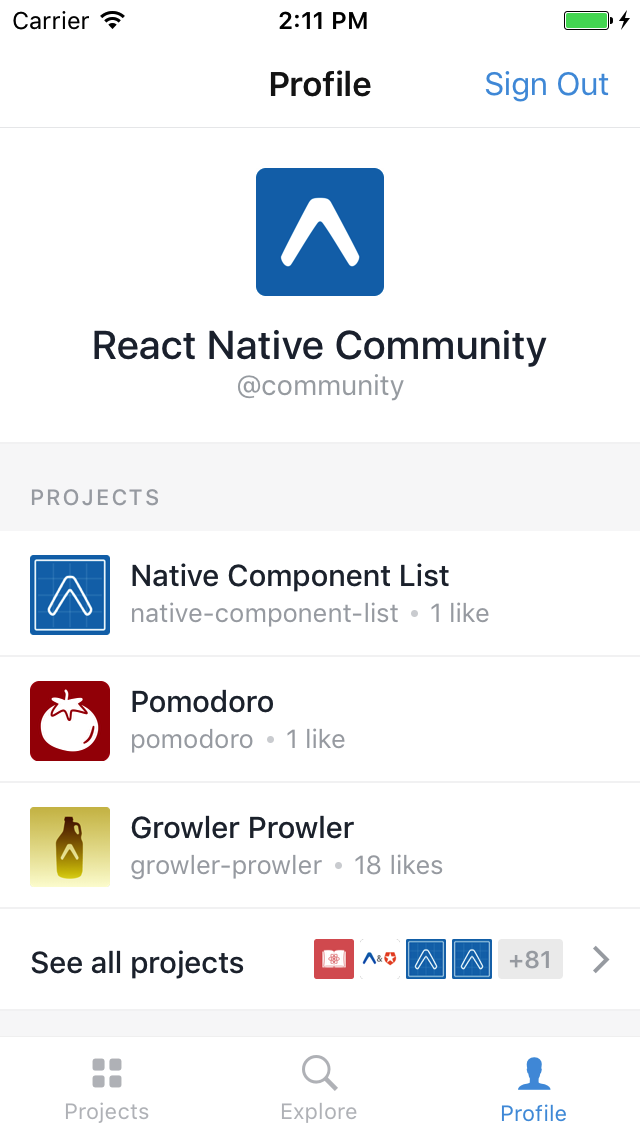 Carrier 2:11 PM
Profile Sign Out
React Native Community
@community
PROJECTS
Native Component List
native-component-list • 1 like
Pomodoro
pomodoro • 1 like
Growler Prowler
growler-prowler • 18 likes
See all projects & +81
Projects Explore Profile